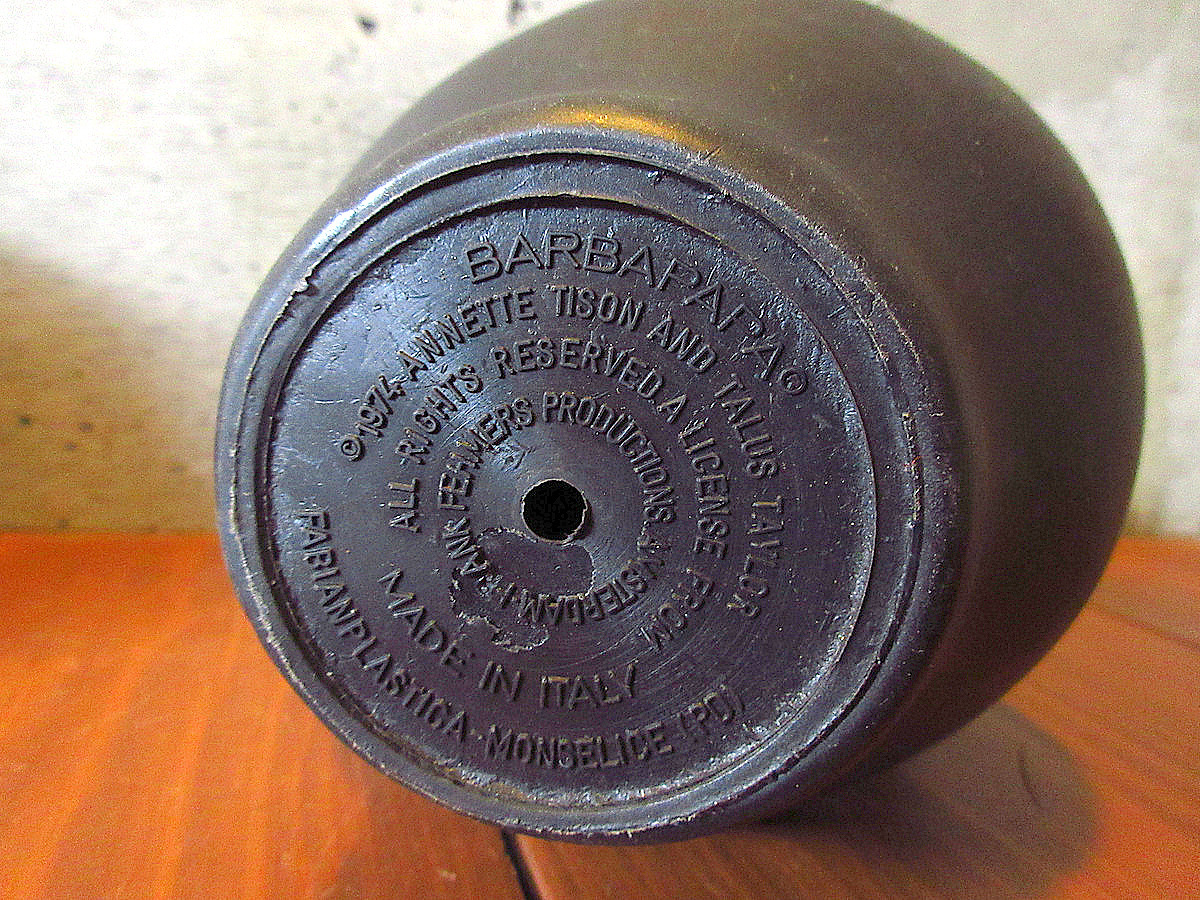 BARBAPAPA©
©1974 ANNETTE TISON AND TALUS TAYLOR
ALL RIGHTS RESERVED. A LICENSE FROM
FRANK FEHMERS PRODUCTIONS. AMSTERDAM
MADE IN ITALY
FABIANPLASTICA - MONSELICE (PD)